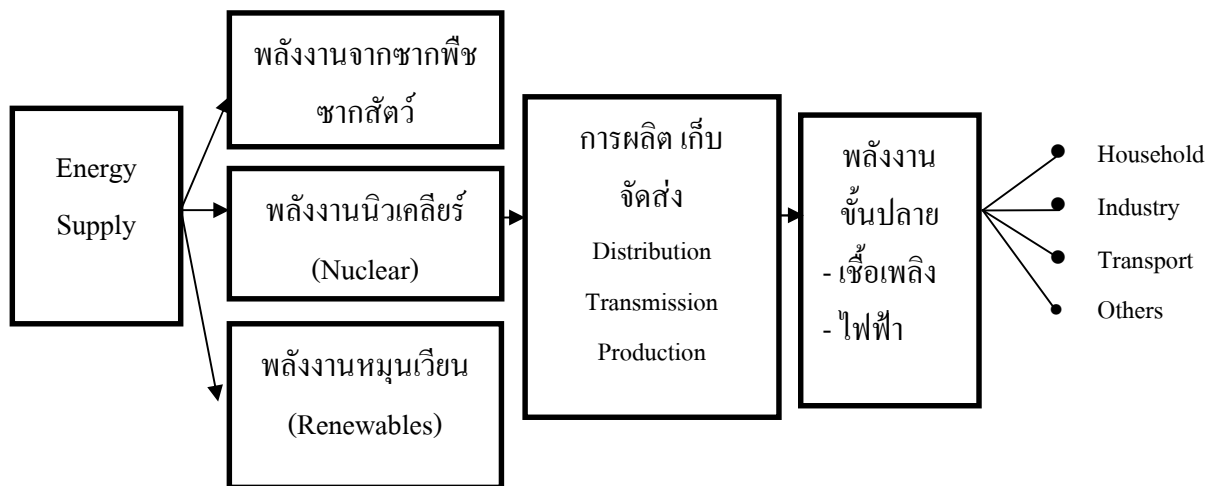 Energy
Supply
พลังงานจากซากพืช
ซากสัตว์
พลังงานนิวเคลียร์
(Nuclear)
พลังงานหมุนเวียน
(Renewables)
การผลิต เก็บ
จัดส่ง
Distribution
Transmission
Production
พลังงาน
ขั้นปลาย
- เชื้อเพลิง
- ไฟฟ้า
Household
Industry
Transport
Others